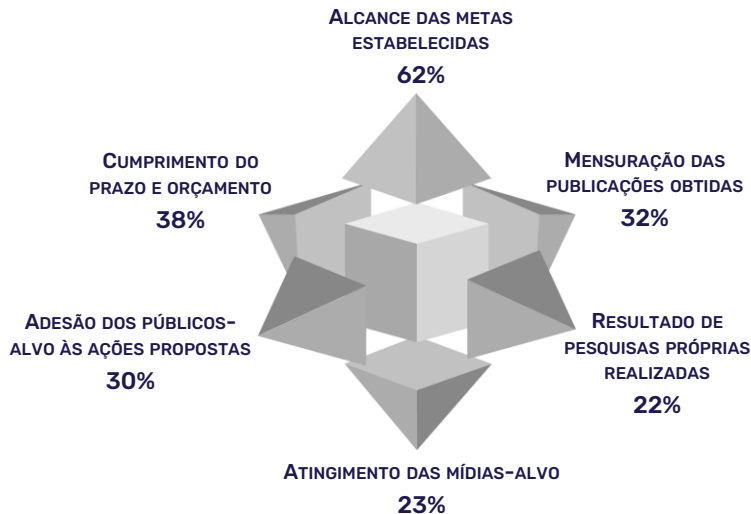 Alcance das metas
estabelecidas
62%
Cumprimento do
prazo e orçamento
38%
Mensuração das
publicações obtidas
32%
Adesão dos públicos-
alvo às ações propostas
30%
Resultado de
pesquisas próprias
realizadas
22%
Atingimento das mídias-alvo
23%